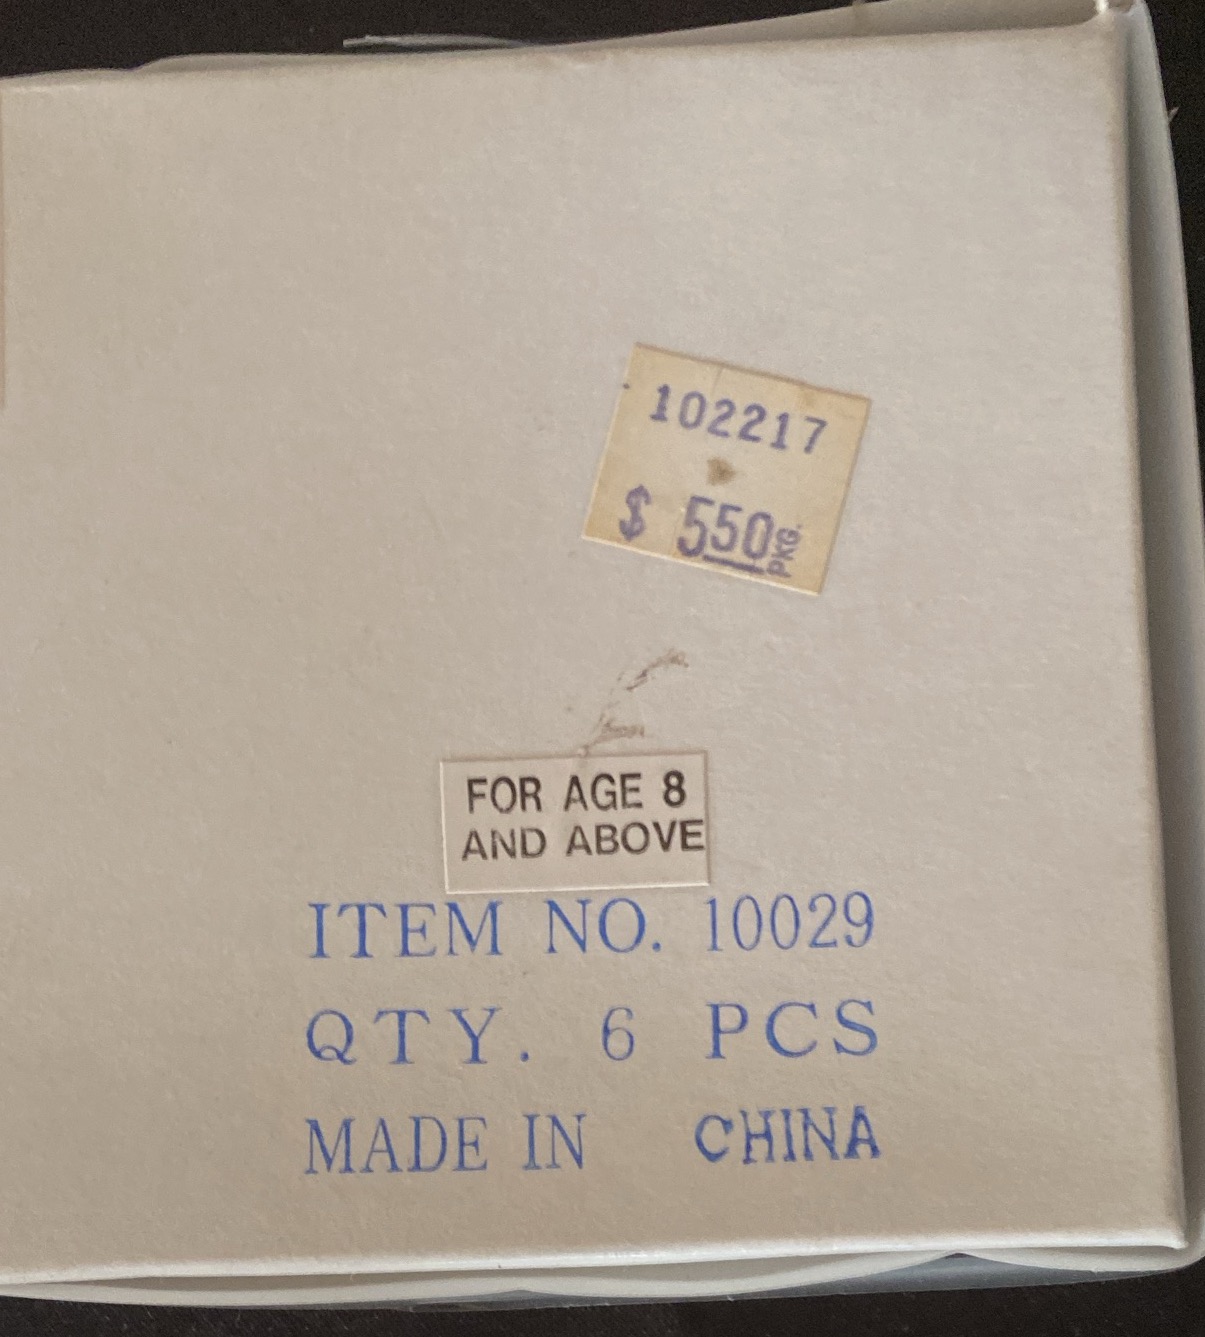 102217
$ 550 PKG.
FOR AGE 8
AND ABOVE
ITEM NO. 10029
QTY. 6 PCS
MADE IN CHINA